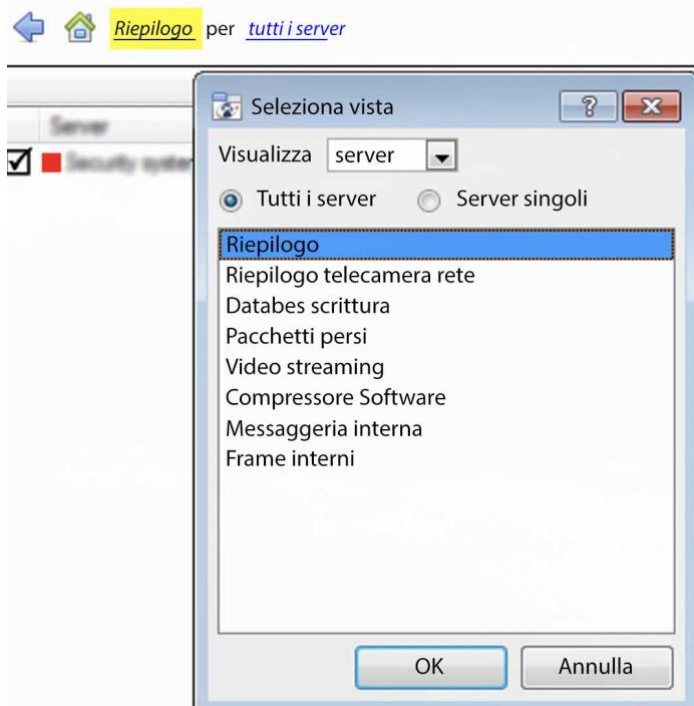 Riepilogo per tutti i server
Seleziona vista
Server
Visualizza server
Tutti i server Server singoli
Riepilogo
Riepilogo telecamera rete
Databes scrittura
Pacchetti persi
Video streaming
Compressore Software
Messaggeria interna
Frame interni
OK Annulla